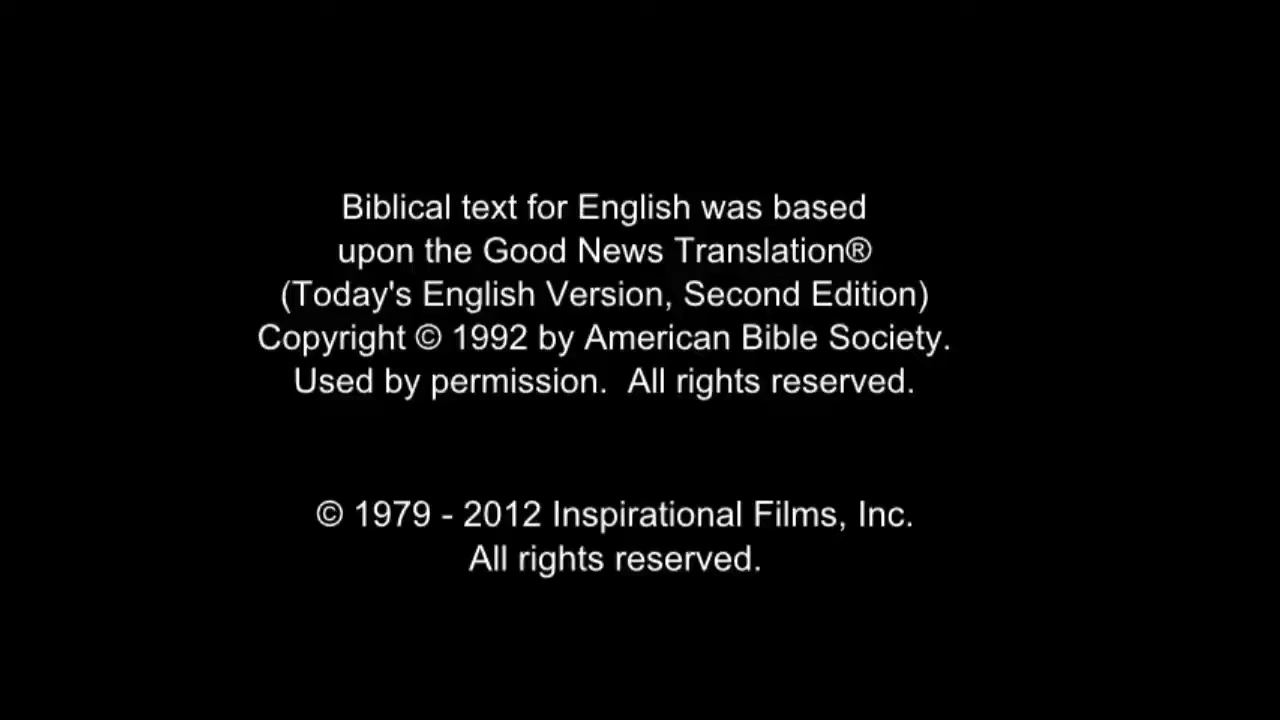 Biblical text for English was based
upon the Good News Translation®
(Today's English Version, Second Edition)
Copyright © 1992 by American Bible Society.
Used by permission.  All rights reserved.
© 1979 - 2012 Inspirational Films, Inc.
All rights reserved.